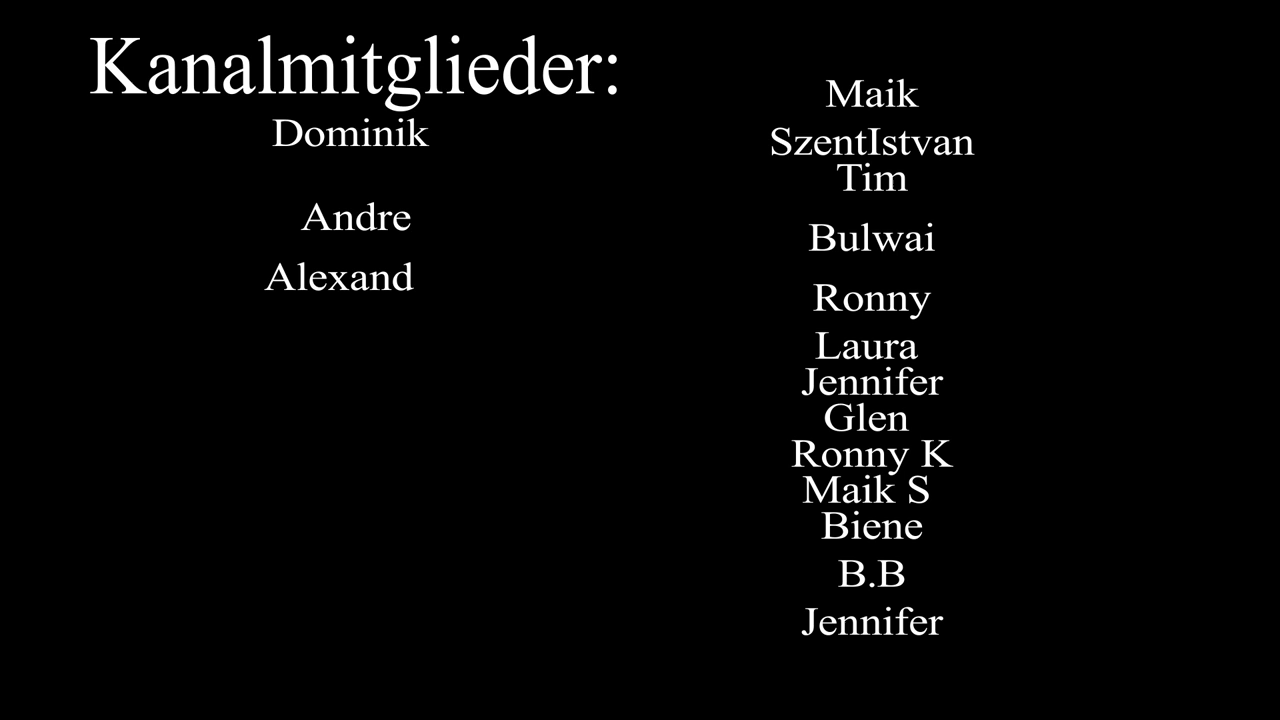 Kanalmitglieder:
Dominik
Andre
Alexand
Maik
SzentIstvan
Tim
Bulwai
Ronny
Laura
Jennifer
Glen
Ronny K
Maik S
Biene
B.B
Jennifer